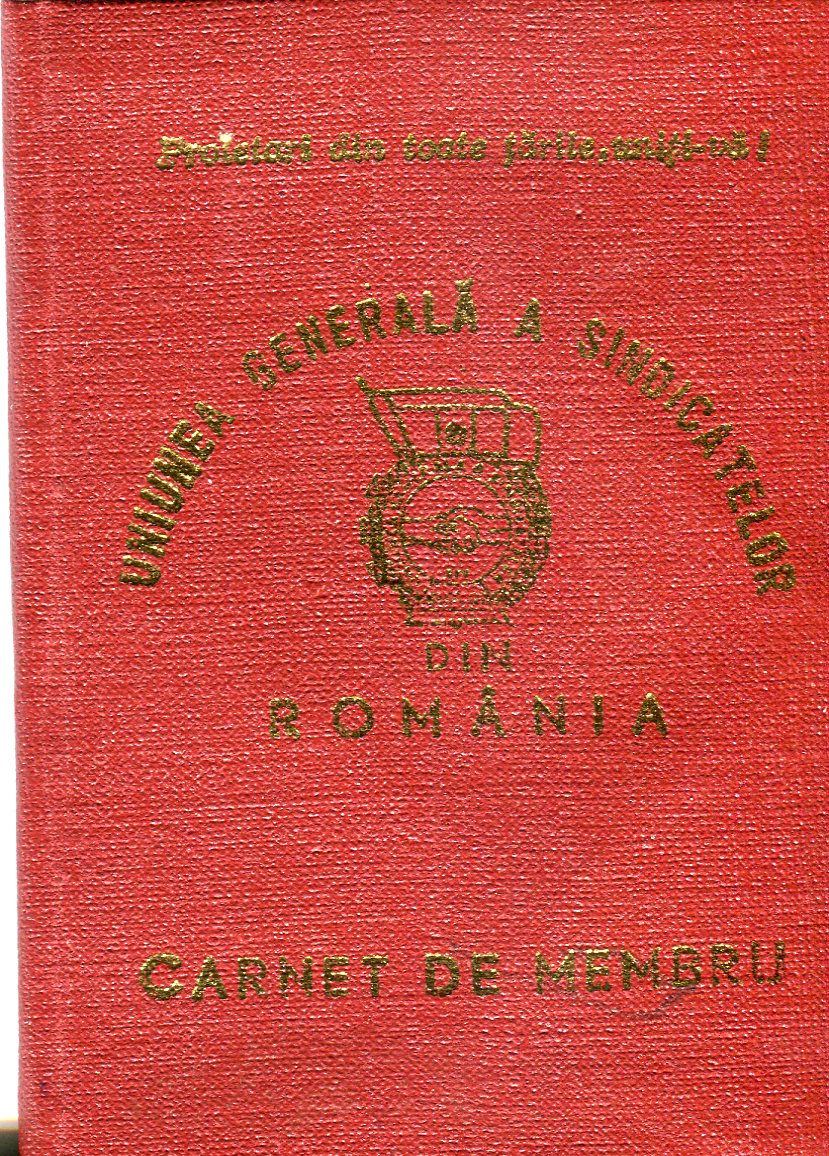 Proletari din toate țările, uniți-vă!
UNIUNEA GENERALĂ A SINDICATELOR
DIN
ROMÂNIA
CARNET DE MEMBRU